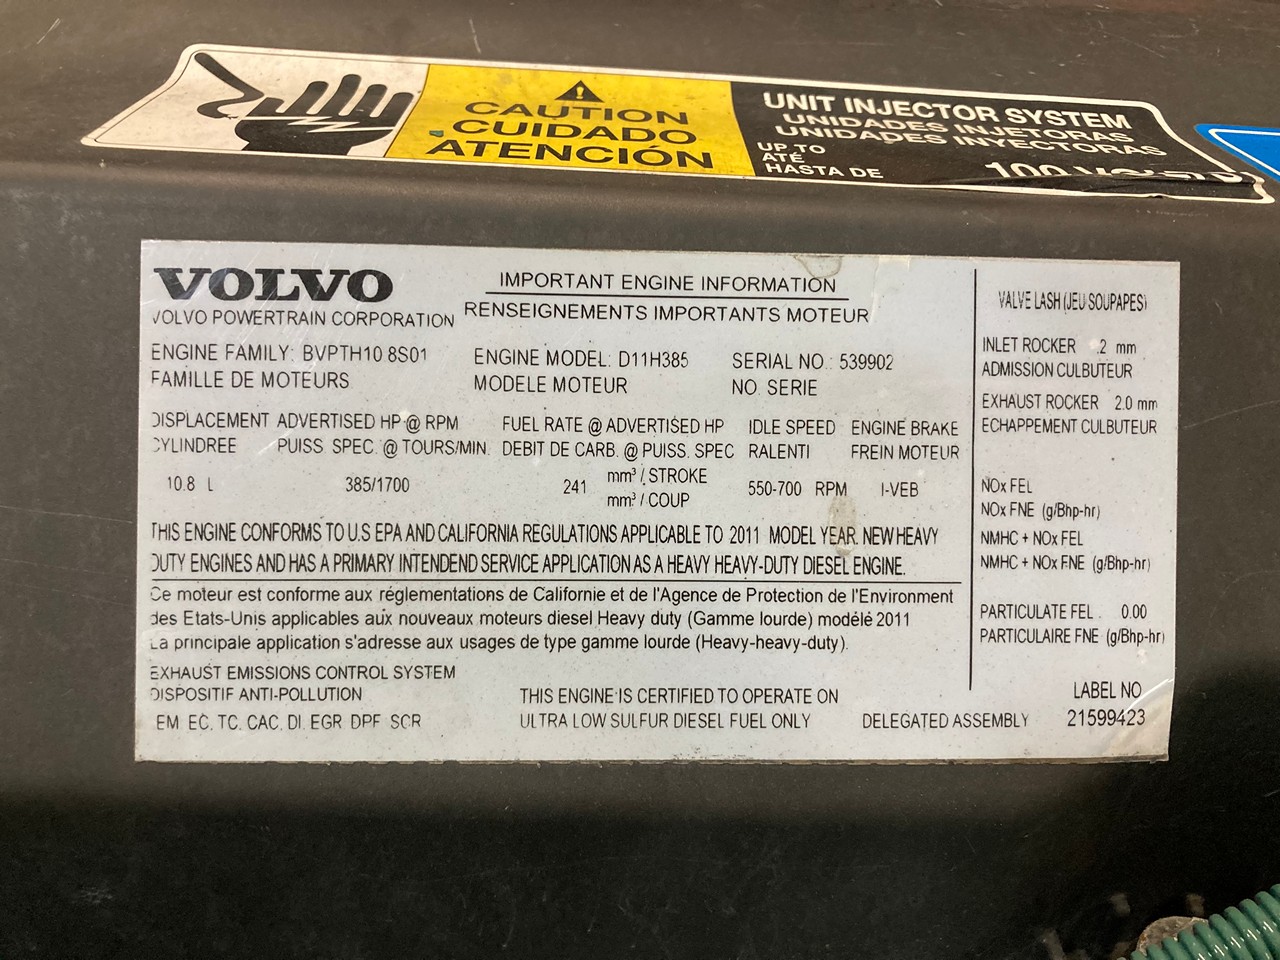 CAUTION
CUIDADO
ATENCIÓN
UNIT INJECTOR SYSTEM
UNIDADES INJETORAS
UNIDADES INYECTORAS
UP TO
ATÉ
HASTA DE
100
VOLVO
VOLVO POWERTRAIN CORPORATION
IMPORTANT ENGINE INFORMATION
RENSEIGNEMENTS IMPORTANTS MOTEUR
ENGINE FAMILY: BVPTH10.8S01
FAMILLE DE MOTEURS
ENGINE MODEL: D11H385
MODELE MOTEUR
SERIAL NO.: 539902
NO. SERIE
DISPLACEMENT
CYLINDREE
10.8 L
ADVERTISED HP @ RPM
PUISS SPEC. @ TOURS/MIN.
385/1700
FUEL RATE @ ADVERTISED HP
DEBIT DE CARB. @ PUISS. SPEC
241 mm³ / STROKE
mm³ / COUP
IDLE SPEED
RALENTI
550-700 RPM
ENGINE BRAKE
FREIN MOTEUR
I-VEB
THIS ENGINE CONFORMS TO U.S EPA AND CALIFORNIA REGULATIONS APPLICABLE TO 2011 MODEL YEAR. NEW HEAVY
DUTY ENGINES AND HAS A PRIMARY INTENDEND SERVICE APPLICATION AS A HEAVY HEAVY-DUTY DIESEL ENGINE.
Ce moteur est conforme aux réglementations de Californie et de l'Agence de Protection de l'Environment
des Etats-Unis applicables aux nouveaux moteurs diesel Heavy duty (Gamme lourde) modélé 2011
La principale application s'adresse aux usages de type gamme lourde (Heavy-heavy-duty).
EXHAUST EMISSIONS CONTROL SYSTEM
DISPOSITIF ANTI-POLLUTION
EM EC, TC, CAC, DI, EGR DPF, SCR
THIS ENGINE IS CERTIFIED TO OPERATE ON
ULTRA LOW SULFUR DIESEL FUEL ONLY
DELEGATED ASSEMBLY
VALVE LASH (JEU SOUPAPES)
INLET ROCKER .2 mm
ADMISSION CULBUTEUR
EXHAUST ROCKER 2.0 mm
ECHAPPEMENT CULBUTEUR
NOx FEL
NOx FNE (g/Bhp-hr)
NMHC + NOx FEL
NMHC + NOx FNE (g/Bhp-hr)
PARTICULATE FEL . 0.00
PARTICULAIRE FNE (g/Bhp-hr)
LABEL NO
21599423